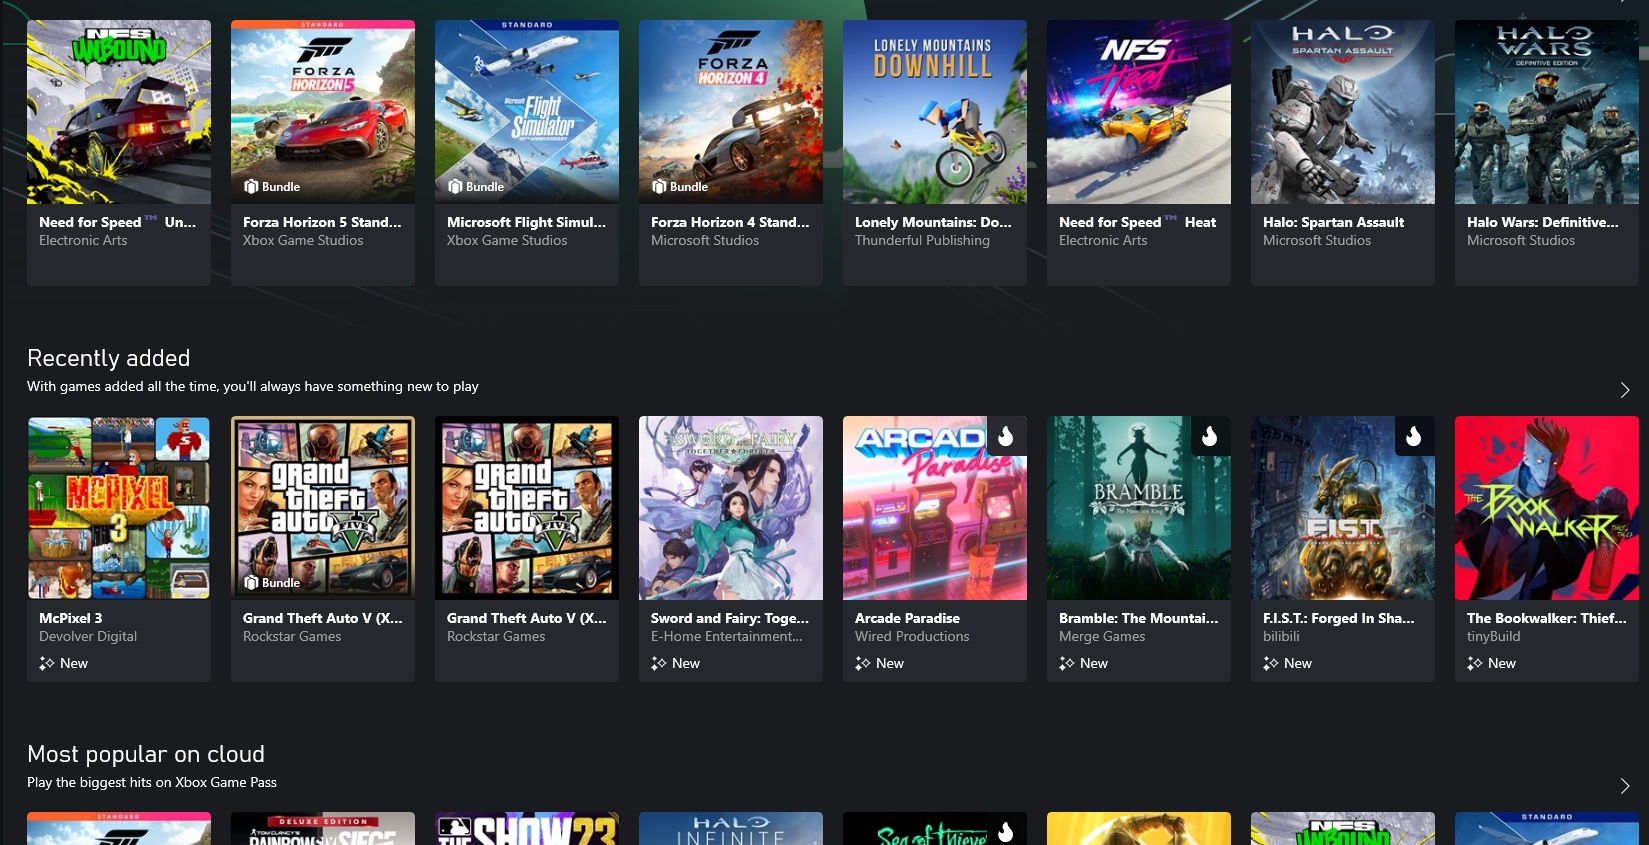 NFS
UNBOUND
STANDARD
FORZA
HORIZON 5
Bundle
STANDARD
Microsoft
Flight
Simulator
40TH ANNIVERSARY
Bundle
FORZA
HORIZON 4
Bundle
LONELY MOUNTAINS
DOWNHILL
NFS
Heat
HALO
SPARTAN ASSAULT
HALO
WARS
DEFINITIVE EDITION
Need for Speed™ Un...
Electronic Arts
Forza Horizon 5 Stand...
Xbox Game Studios
Microsoft Flight Simul...
Xbox Game Studios
Forza Horizon 4 Stand...
Microsoft Studios
Lonely Mountains: Do...
Thunderful Publishing
Need for Speed™ Heat
Electronic Arts
Halo: Spartan Assault
Microsoft Studios
Halo Wars: Definitive...
Microsoft Studios
Recently added
With games added all the time, you'll always have something new to play
MCPIXEL
3
grand
theft
auto
FIVE
Bundle
grand
theft
auto
FIVE
SWORD AND FAIRY
TOGETHER FOREVER
ARCAD
Paradise
BRAMBLE
The Mountain King
F.I.S.T.
THE
BOOK
WALKER
McPixel 3
Devolver Digital
New
Grand Theft Auto V (X...
Rockstar Games
Grand Theft Auto V (X...
Rockstar Games
Sword and Fairy: Toge...
E-Home Entertainment...
New
Arcade Paradise
Wired Productions
New
Bramble: The Mountai...
Merge Games
New
F.I.S.T.: Forged In Sha...
bilibili
New
The Bookwalker: Thief...
tinyBuild
New
Most popular on cloud
Play the biggest hits on Xbox Game Pass
STANDARD
DELUXE EDITION
TOM CLANCY'S
RAINBOW SIEGE
THE SHOW 23
HALO
INFINITE
Sea of Thieves
NFS
UNBOUND
STANDARD